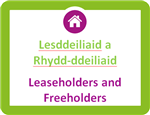 Lesddeiliaid a
Rhydd-ddeiliaid
Leaseholders and
Freeholders